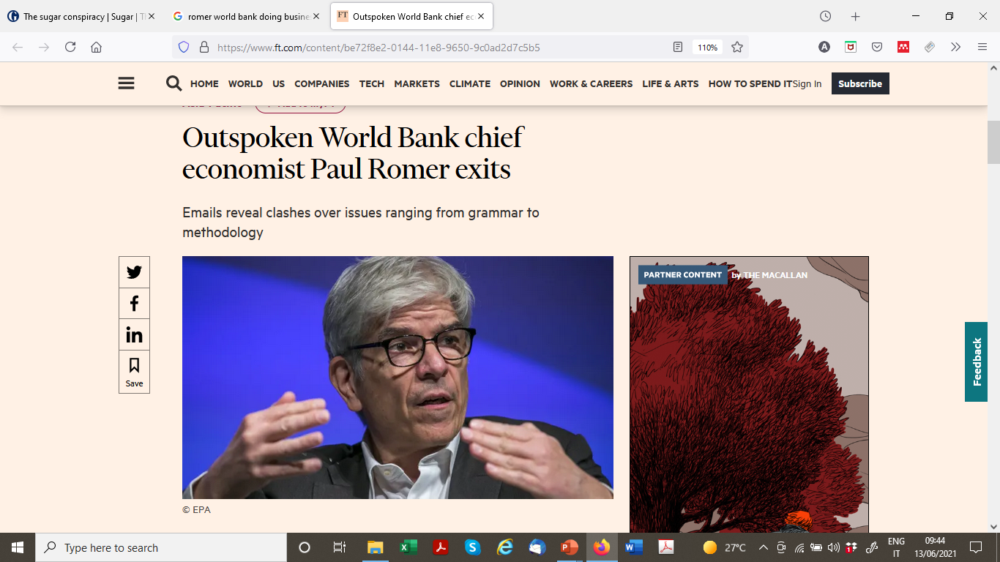 The sugar conspiracy | Sugar | T
romer world bank doing busine
FT
Outspoken World Bank chief ec
https://www.ft.com/content/be72f8e2-0144-11e8-9650-9c0ad2d7c5b5
110%
HOME WORLD US COMPANIES TECH MARKETS CLIMATE OPINION WORK & CAREERS LIFE & ARTS HOW TO SPEND IT Sign In Subscribe
Outspoken World Bank chief
economist Paul Romer exits
Emails reveal clashes over issues ranging from grammar to
methodology
Save
© EPA
PARTNER CONTENT by THE MACALLAN
Feedback
Type here to search
27°C
ENG
IT
09:44
13/06/2021